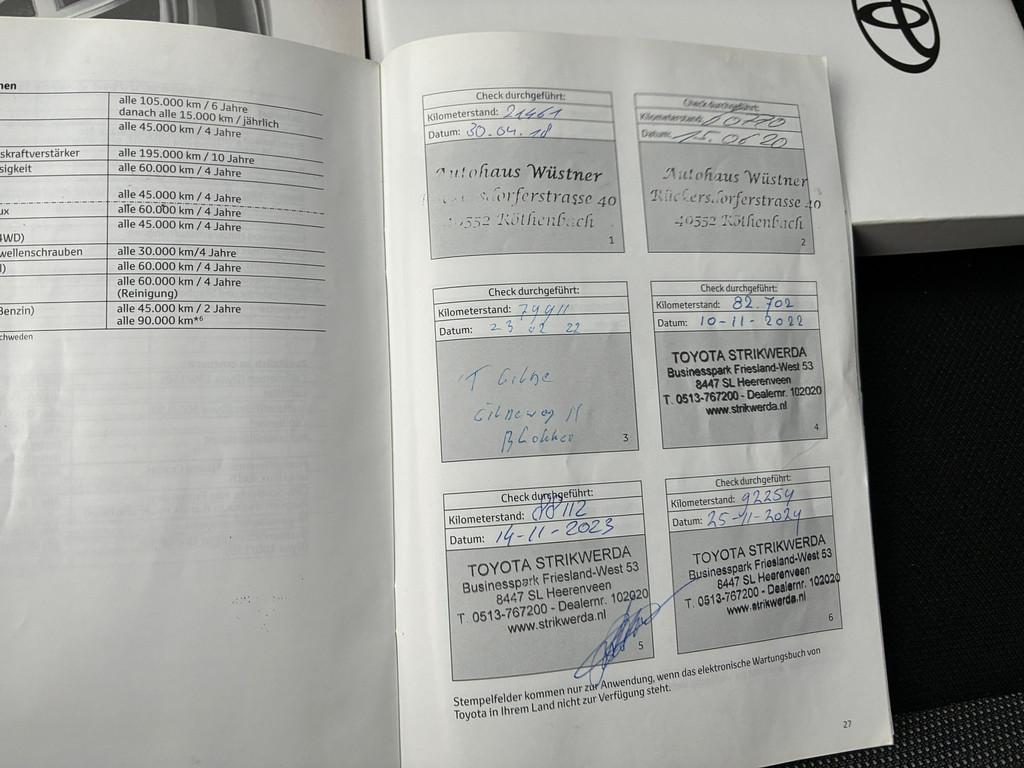 nen
alle 105.000 km / 6 Jahre
danach alle 15.000 km / jährlich
alle 45.000 km / 4 Jahre
skraftverstärker alle 195.000 km / 10 Jahre
sigkeit alle 60.000 km / 4 Jahre
alle 45.000 km / 4 Jahre
ux alle 60.000 km / 4 Jahre
alle 45.000 km / 4 Jahre
4WD)
wellenschrauben alle 30.000 km/4 Jahre
) alle 60.000 km / 4 Jahre
alle 60.000 km / 4 Jahre
(Reinigung)
Benzin) alle 45.000 km / 2 Jahre
alle 90.000 km*6
chweden
Check durchgeführt:
Kilometerstand: 21461
Datum: 30.04.18
Autohaus Wüstner
Rückersdorferstrasse 40
Röthenbach
1
Check durchgeführt:
Kilometerstand:
Datum: 15.06.20
Autohaus Wüstner
Rückersdorferstrasse 40
Röthenbach
2
Check durchgeführt:
Kilometerstand: 79911
Datum: 23 02 22
Blokker
3
Check durchgeführt:
Kilometerstand: 82.702
Datum: 10-11-2022
TOYOTA STRIKWERDA
Businesspark Friesland-West 53
8447 SL Heerenveen
T. 0513-767200 - Dealernr. 102020
www.strikwerda.nl
4
Check durchgeführt:
Kilometerstand: 88112
Datum: 14-11-2023
TOYOTA STRIKWERDA
Businesspark Friesland-West 53
8447 SL Heerenveen
T. 0513-767200 - Dealernr. 102020
www.strikwerda.nl
5
Check durchgeführt:
Kilometerstand: 92254
Datum: 25-11-2024
TOYOTA STRIKWERDA
Businesspark Friesland-West 53
8447 SL Heerenveen
T. 0513-767200 - Dealernr. 102020
www.strikwerda.nl
6
Stempelfelder kommen nur zur Anwendung, wenn das elektronische Wartungsbuch von
Toyota in Ihrem Land nicht zur Verfügung steht.
27